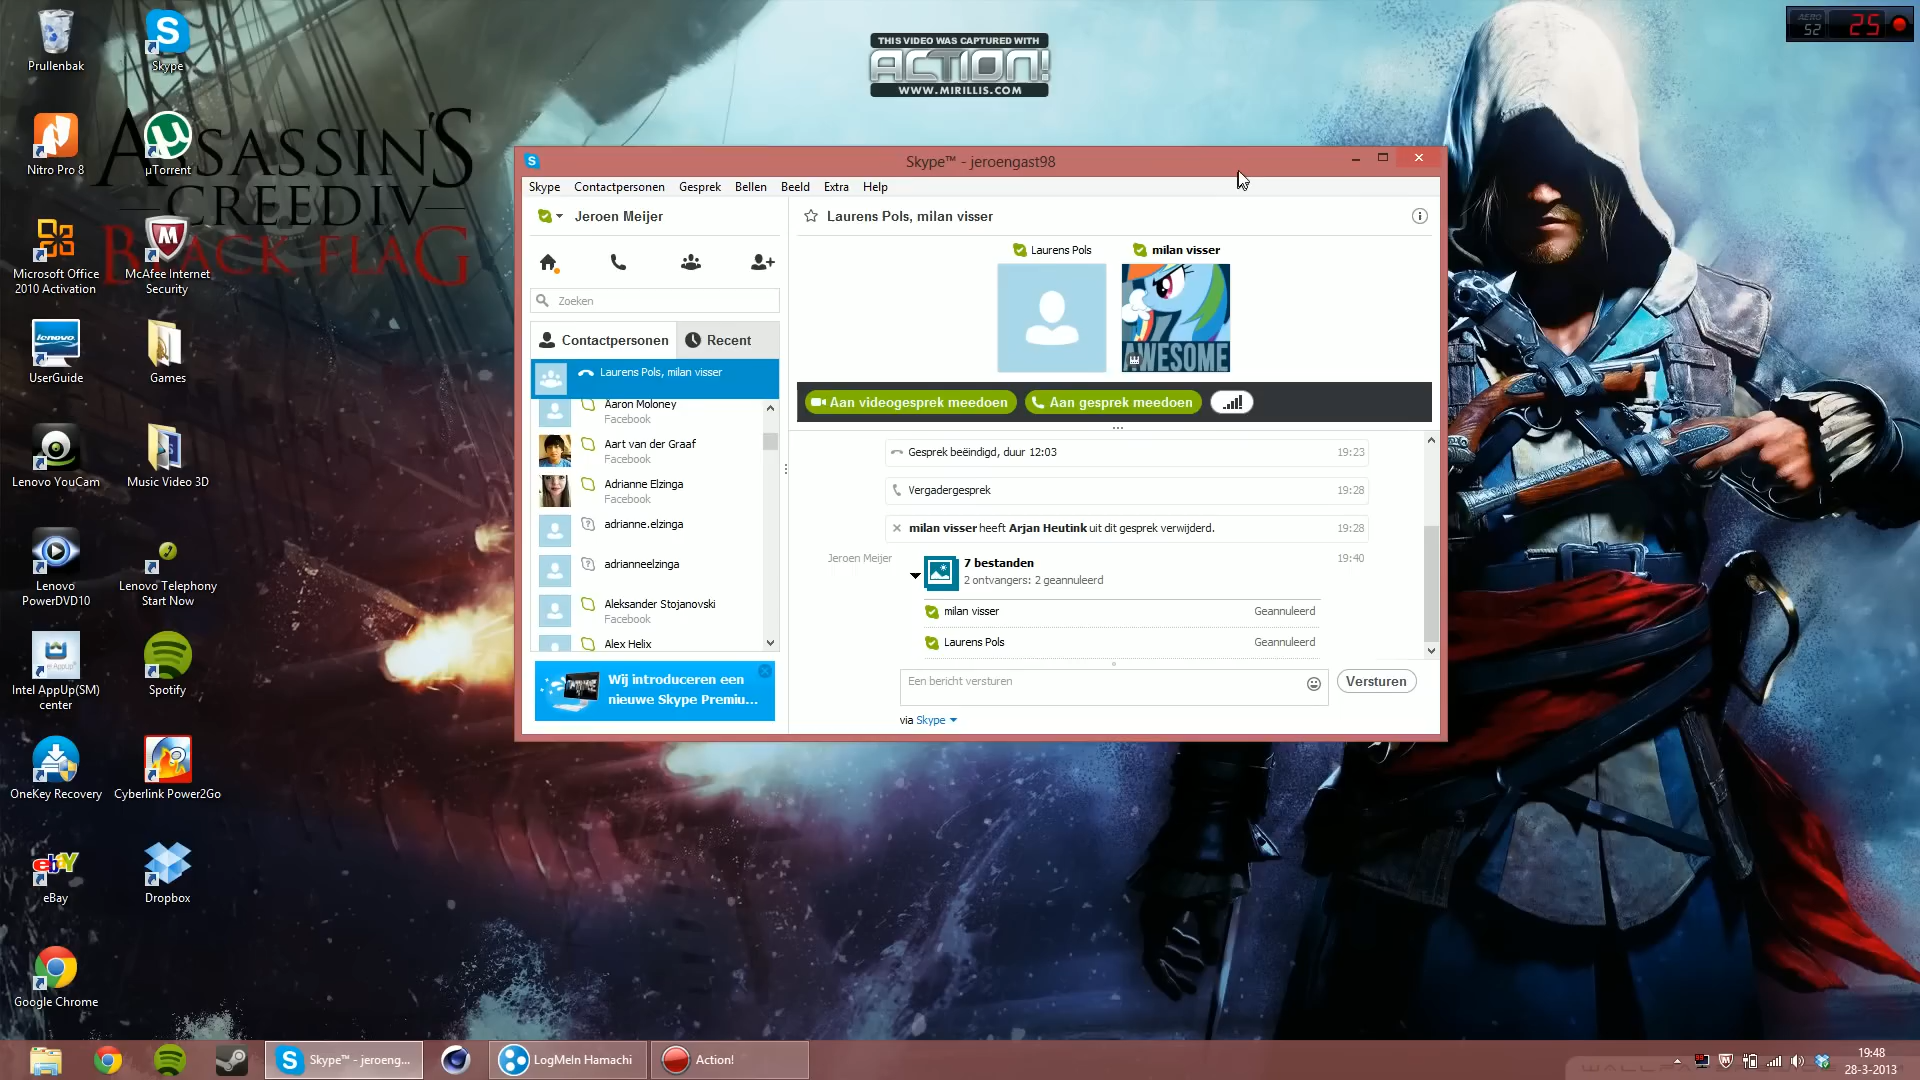 Prullenbak
Skype
Nitro Pro 8
µTorrent
Microsoft Office
2010 Activation
McAfee Internet
Security
UserGuide
Games
Lenovo YouCam
Music Video 3D
Lenovo
PowerDVD10
Lenovo Telephony
Start Now
Intel AppUp(SM)
center
Spotify
OneKey Recovery
Cyberlink Power2Go
eBay
Dropbox
Google Chrome
ASSASSIN'S
CREEDIV
BLACK FLAG
lenovo
ebY
THIS VIDEO WAS CAPTURED WITH
ACTION!
WWW.MIRILLIS.COM
AERO
52
25
Skype™ - jeroengast98
Skype Contactpersonen Gesprek Bellen Beeld Extra Help
Jeroen Meijer
Zoeken
Contactpersonen
Recent
Laurens Pols, milan visser
Aaron Moloney
Facebook
Aart van der Graaf
Facebook
Adrianne Elzinga
Facebook
adrianne.elzinga
adrianneelzinga
Aleksander Stojanovski
Facebook
Alex Helix
Wij introduceren een
nieuwe Skype Premiu...
Laurens Pols, milan visser
Laurens Pols
milan visser
AWESOME
Aan videogesprek meedoen
Aan gesprek meedoen
Gesprek beëindigd, duur 12:03 19:23
Vergadergesprek 19:28
milan visser heeft Arjan Heutink uit dit gesprek verwijderd. 19:28
Jeroen Meijer
7 bestanden 19:40
2 ontvangers: 2 geannuleerd
milan visser Geannuleerd
Laurens Pols Geannuleerd
Een bericht versturen
Versturen
via Skype
Skype™ - jeroeng...
LogMeIn Hamachi
Action!
19:48
28-3-2013